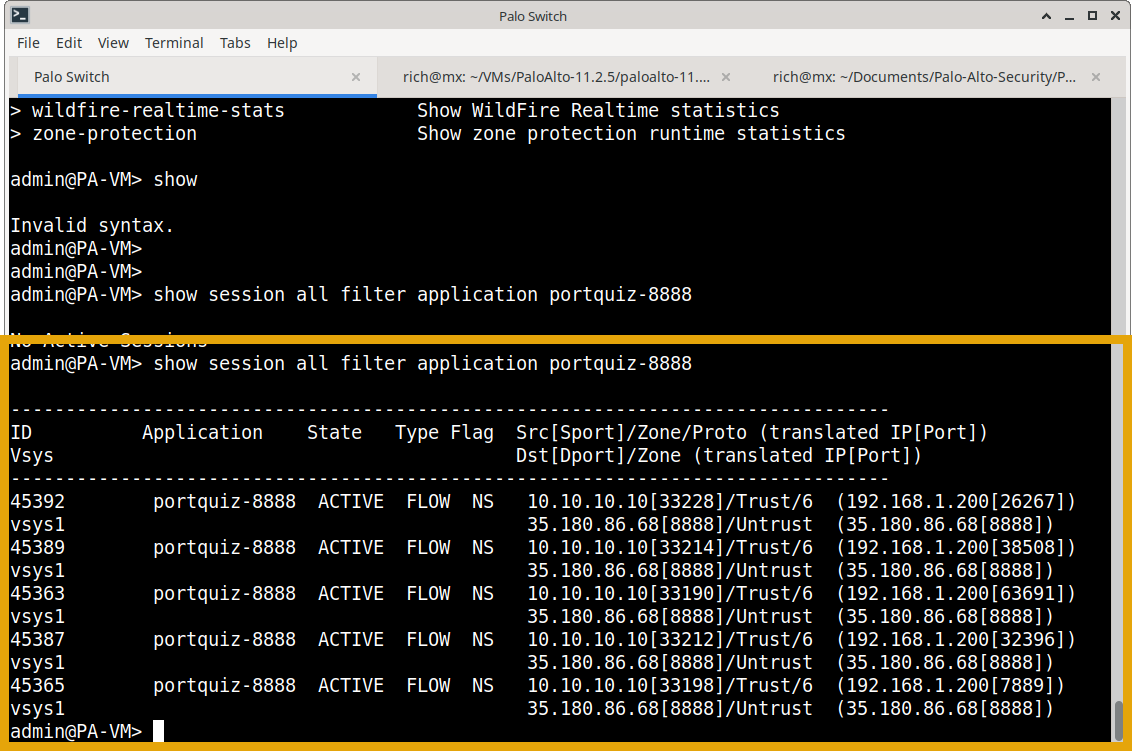 Palo Switch
File Edit View Terminal Tabs Help
Palo Switch rich@mx: ~/VMs/PaloAlto-11.2.5/paloalto-11.... rich@mx: ~/Documents/Palo-Alto-Security/P...
> wildfire-realtime-stats Show WildFire Realtime statistics
> zone-protection Show zone protection runtime statistics
admin@PA-VM> show
Invalid syntax.
admin@PA-VM>
admin@PA-VM>
admin@PA-VM> show session all filter application portquiz-8888
No Active Sessions
admin@PA-VM> show session all filter application portquiz-8888
--------------------------------------------------------------------------------
ID Application State Type Flag Src[Sport]/Zone/Proto (translated IP[Port])
Vsys Dst[Dport]/Zone (translated IP[Port])
--------------------------------------------------------------------------------
45392 portquiz-8888 ACTIVE FLOW NS 10.10.10.10[33228]/Trust/6 (192.168.1.200[26267])
vsys1 35.180.86.68[8888]/Untrust (35.180.86.68[8888])
45389 portquiz-8888 ACTIVE FLOW NS 10.10.10.10[33214]/Trust/6 (192.168.1.200[38508])
vsys1 35.180.86.68[8888]/Untrust (35.180.86.68[8888])
45363 portquiz-8888 ACTIVE FLOW NS 10.10.10.10[33190]/Trust/6 (192.168.1.200[63691])
vsys1 35.180.86.68[8888]/Untrust (35.180.86.68[8888])
45387 portquiz-8888 ACTIVE FLOW NS 10.10.10.10[33212]/Trust/6 (192.168.1.200[32396])
vsys1 35.180.86.68[8888]/Untrust (35.180.86.68[8888])
45365 portquiz-8888 ACTIVE FLOW NS 10.10.10.10[33198]/Trust/6 (192.168.1.200[7889])
vsys1 35.180.86.68[8888]/Untrust (35.180.86.68[8888])
admin@PA-VM>